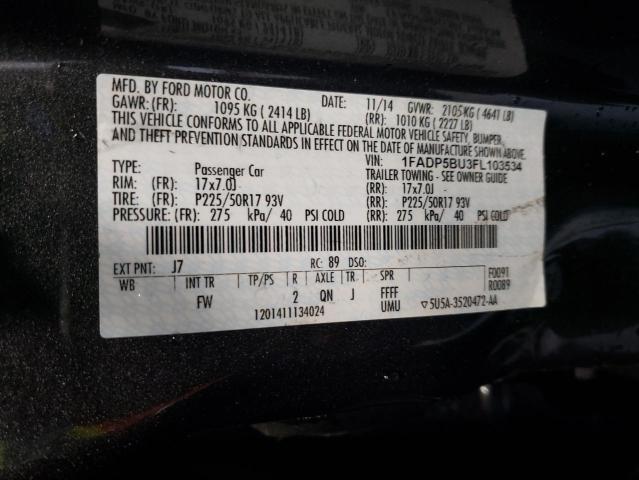 MFD. BY FORD MOTOR CO. DATE: 11/14 GVWR: 2105 KG ( 4641 LB)
GAWR: (FR): 1095 KG ( 2414 LB) (RR): 1010 KG ( 2227 LB)
THIS VEHICLE CONFORMS TO ALL APPLICABLE FEDERAL MOTOR VEHICLE SAFETY, BUMPER,
AND THEFT PREVENTION STANDARDS IN EFFECT ON THE DATE OF MANUFACTURE SHOWN ABOVE.
VIN: 1FADP5BU3FL103534
TYPE: Passenger Car TRAILER TOWING - SEE OWNER GUIDE
RIM: (FR): 17x7.0J (RR): 17x7.0J
TIRE: (FR): P225/50R17 93V (RR): P225/50R17 93V
PRESSURE: (FR): 275 kPa/ 40 PSI COLD (RR): 275 kPa/ 40 PSI COLD
EXT PNT: J7 RC: 89 DSO: F0091
WB INT TR TP/PS R AXLE TR SPR R0089
FW 2 QN J FFFF
1201411134024 UMU ▽5U5A-3520472-AA